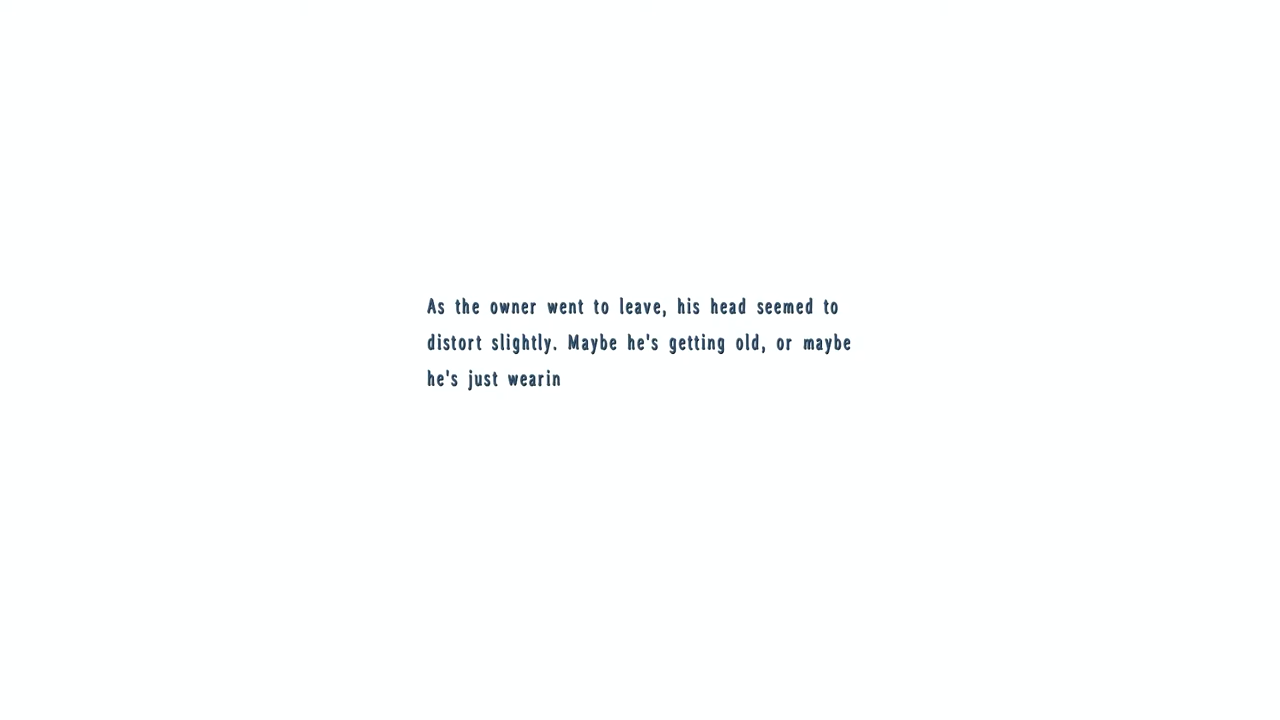 As the owner went to leave, his head seemed to
distort slightly. Maybe he's getting old, or maybe
he's just wearin